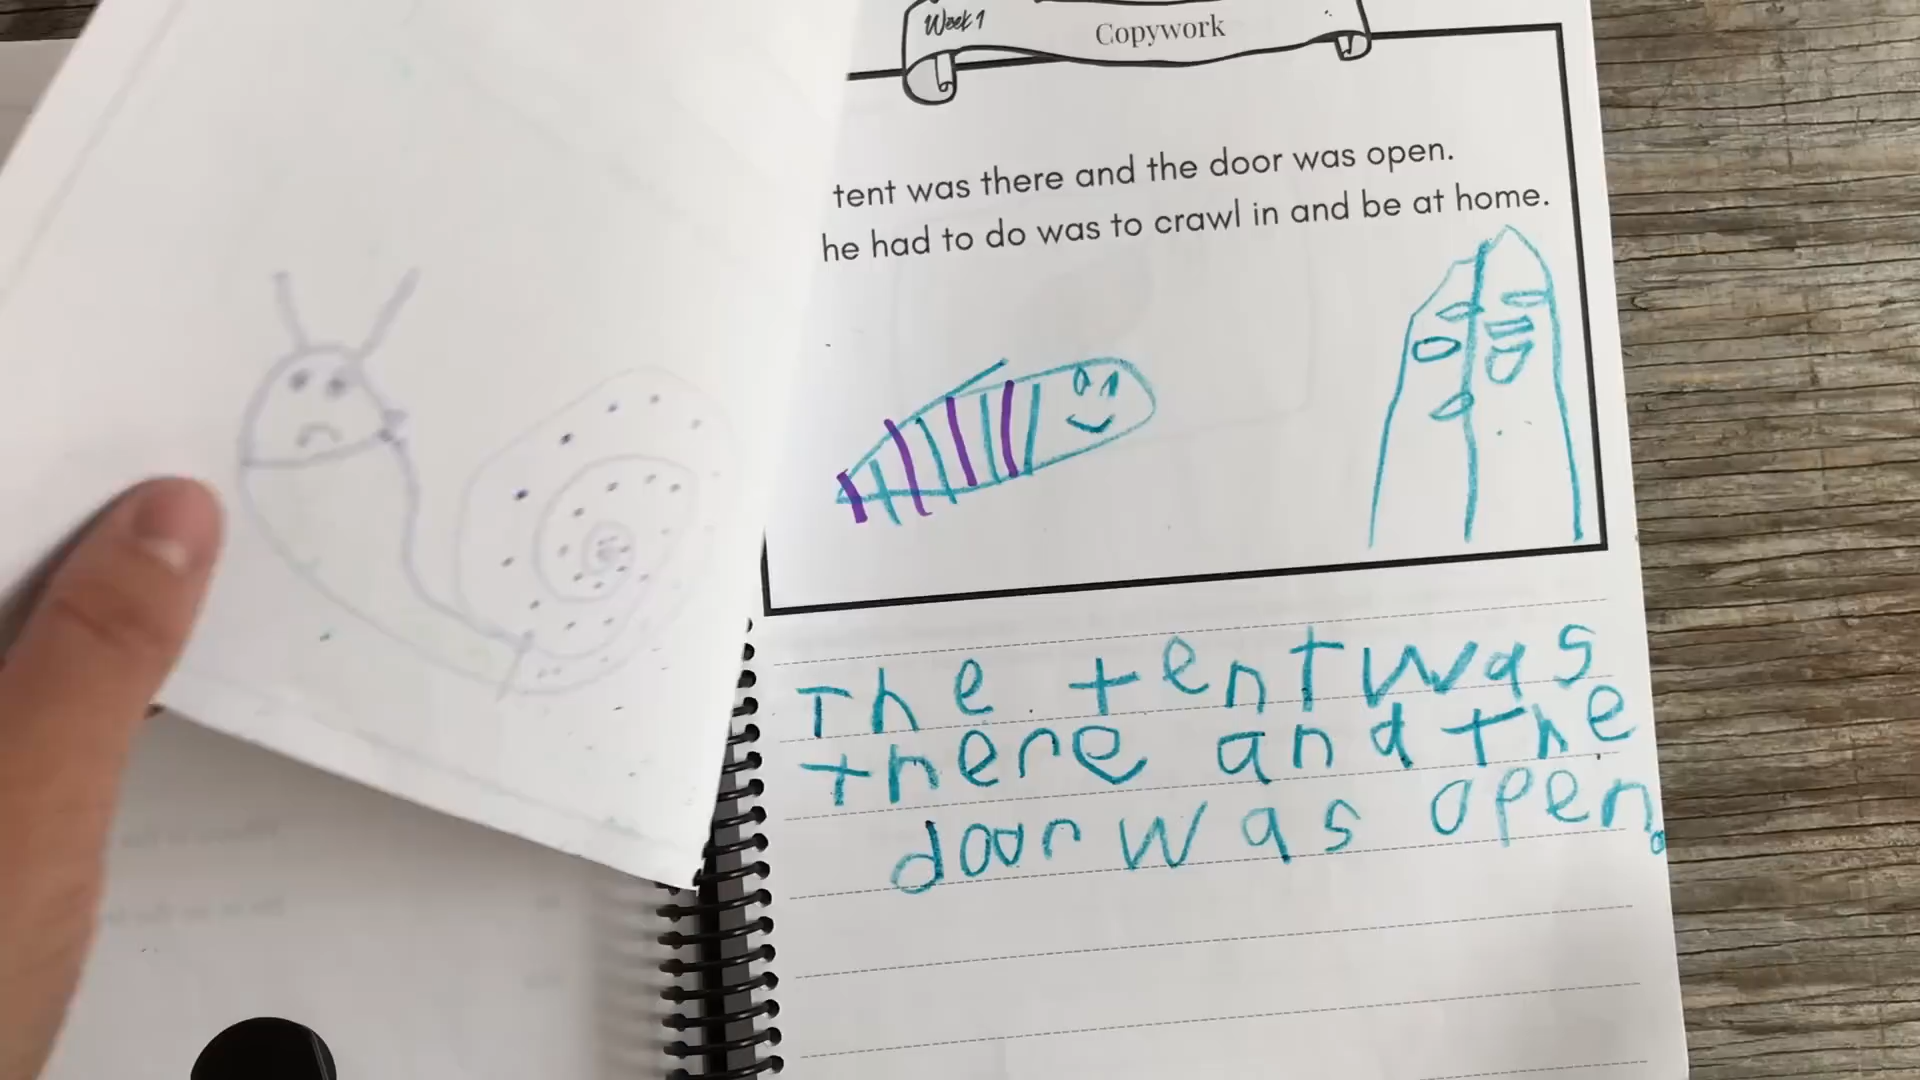 Week 1
Copywork
tent was there and the door was open.
he had to do was to crawl in and be at home.
The tent was
there and the
door was open.